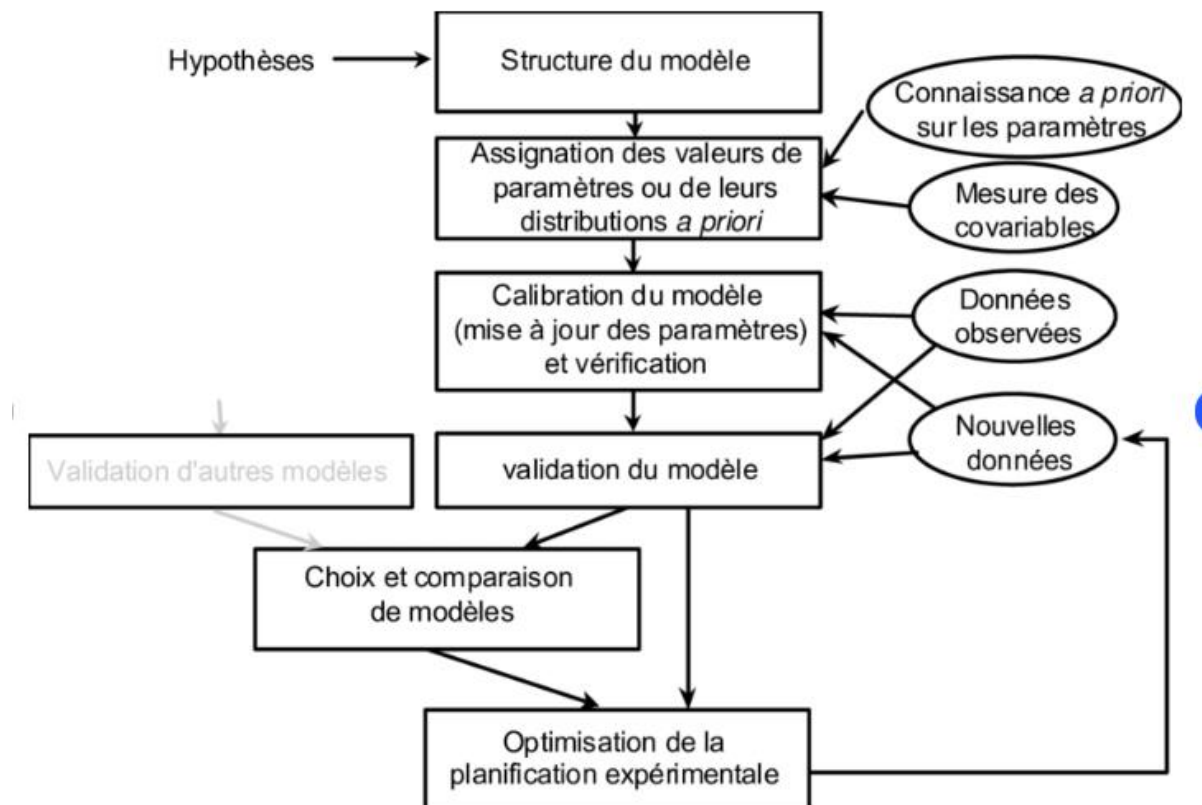 Hypothèses
Structure du modèle
Connaissance a priori
sur les paramètres
Assignation des valeurs de
paramètres ou de leurs
distributions a priori
Mesure des
covariables
Calibration du modèle
(mise à jour des paramètres)
et vérification
Données
observées
Nouvelles
données
Validation d'autres modèles
validation du modèle
Choix et comparaison
de modèles
Optimisation de la
planification expérimentale